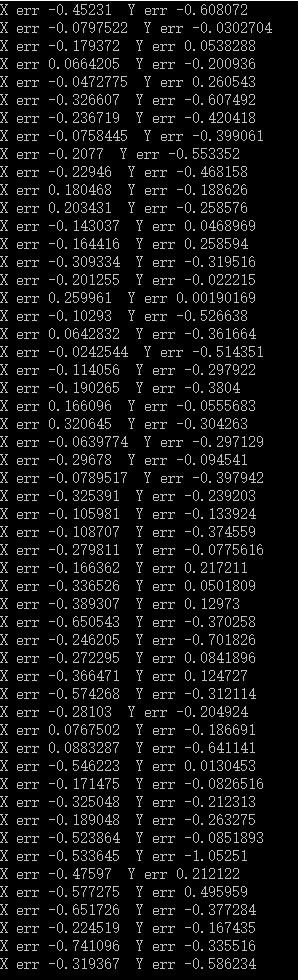 X err -0.45231  Y err -0.608072
X err -0.0797522  Y err -0.0302704
X err -0.179372  Y err 0.0538288
X err 0.0664205  Y err -0.200936
X err -0.0472775  Y err 0.260543
X err -0.326607  Y err -0.607492
X err -0.236719  Y err -0.420418
X err -0.0758445  Y err -0.399061
X err -0.2077  Y err -0.553352
X err -0.22946  Y err -0.468158
X err 0.180468  Y err -0.188626
X err 0.203431  Y err -0.258576
X err -0.143037  Y err 0.0468969
X err -0.164416  Y err 0.258594
X err -0.309334  Y err -0.319516
X err -0.201255  Y err -0.022215
X err 0.259961  Y err 0.00190169
X err -0.10293  Y err -0.526638
X err 0.0642832  Y err -0.361664
X err -0.0242544  Y err -0.514351
X err -0.114056  Y err -0.297922
X err -0.190265  Y err -0.3804
X err 0.166096  Y err -0.0555683
X err 0.320645  Y err -0.304263
X err -0.0639774  Y err -0.297129
X err -0.29678  Y err -0.094541
X err -0.0789517  Y err -0.397942
X err -0.325391  Y err -0.239203
X err -0.105981  Y err -0.133924
X err -0.108707  Y err -0.374559
X err -0.279811  Y err -0.0775616
X err -0.166362  Y err 0.217211
X err -0.336526  Y err 0.0501809
X err -0.389307  Y err 0.12973
X err -0.650543  Y err -0.370258
X err -0.246205  Y err -0.701826
X err -0.272295  Y err 0.0841896
X err -0.366471  Y err 0.124727
X err -0.574268  Y err -0.312114
X err -0.28103  Y err -0.204924
X err 0.0767502  Y err -0.186691
X err 0.0883287  Y err -0.641141
X err -0.546223  Y err 0.0130453
X err -0.171475  Y err -0.0826516
X err -0.325048  Y err -0.212313
X err -0.189048  Y err -0.263275
X err -0.523864  Y err -0.0851893
X err -0.533645  Y err -1.05251
X err -0.47597  Y err 0.212122
X err -0.577275  Y err 0.495959
X err -0.651726  Y err -0.377284
X err -0.224519  Y err -0.167435
X err -0.741096  Y err -0.335516
X err -0.319367  Y err -0.586234